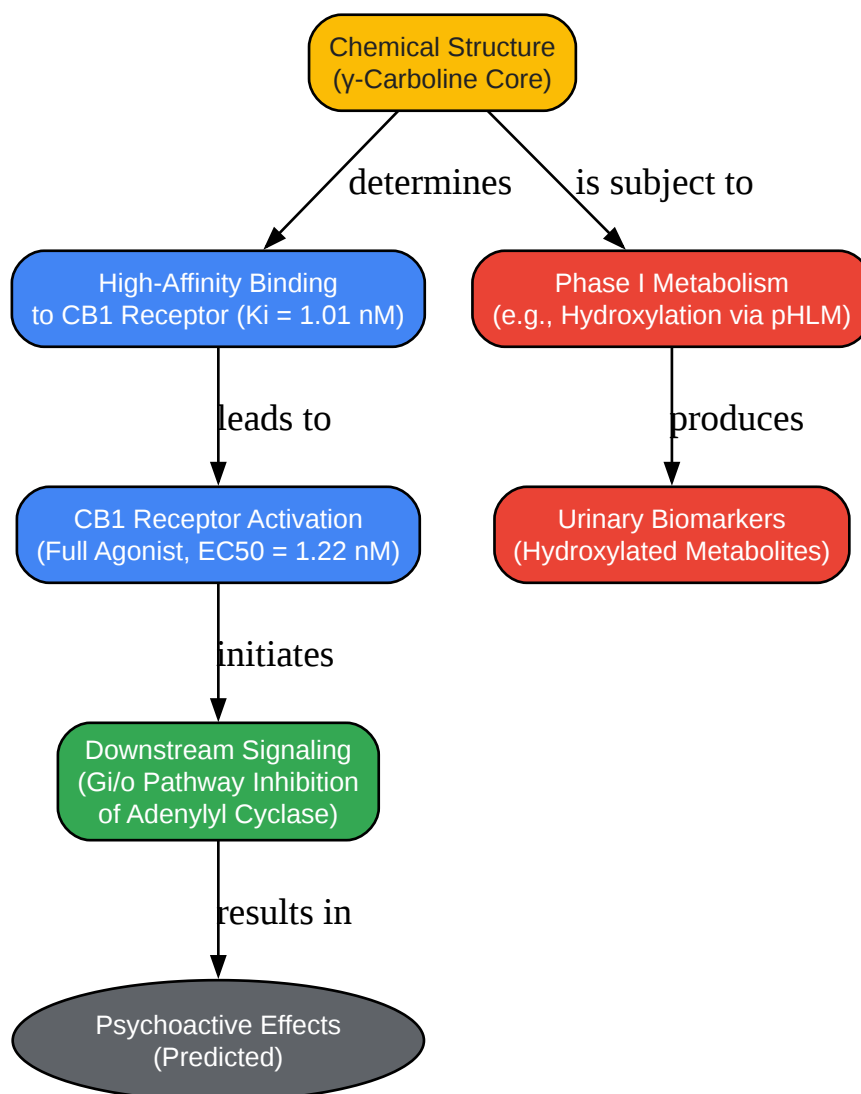 Chemical Structure
(γ-Carboline Core)
determines
is subject to
High-Affinity Binding
to CB1 Receptor (Ki = 1.01 nM)
Phase I Metabolism
(e.g., Hydroxylation via pHLM)
leads to
produces
CB1 Receptor Activation
(Full Agonist, EC50 = 1.22 nM)
Urinary Biomarkers
(Hydroxylated Metabolites)
initiates
Downstream Signaling
(Gi/o Pathway Inhibition
of Adenylyl Cyclase)
results in
Psychoactive Effects
(Predicted)